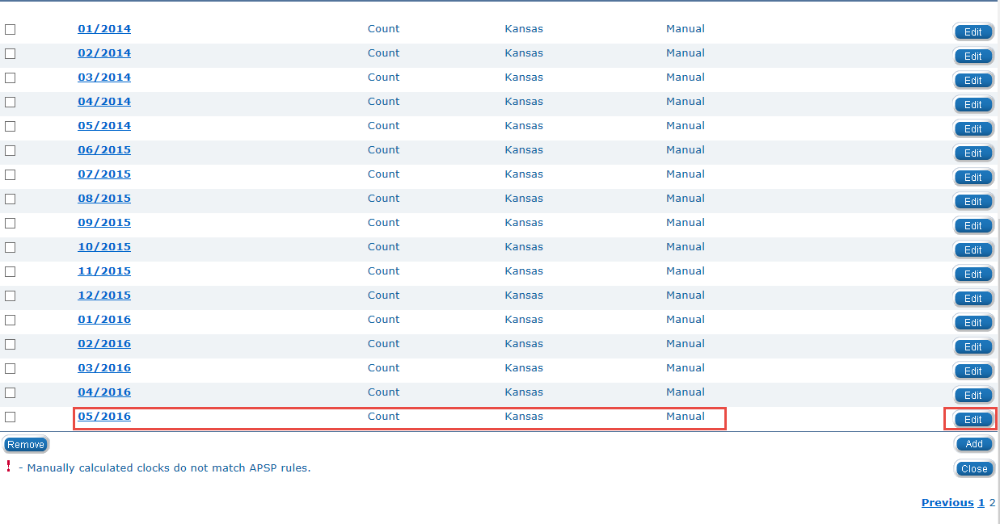 01/2014 Count Kansas Manual Edit
02/2014 Count Kansas Manual Edit
03/2014 Count Kansas Manual Edit
04/2014 Count Kansas Manual Edit
05/2014 Count Kansas Manual Edit
06/2015 Count Kansas Manual Edit
07/2015 Count Kansas Manual Edit
08/2015 Count Kansas Manual Edit
09/2015 Count Kansas Manual Edit
10/2015 Count Kansas Manual Edit
11/2015 Count Kansas Manual Edit
12/2015 Count Kansas Manual Edit
01/2016 Count Kansas Manual Edit
02/2016 Count Kansas Manual Edit
03/2016 Count Kansas Manual Edit
04/2016 Count Kansas Manual Edit
05/2016 Count Kansas Manual Edit
Remove Add
! - Manually calculated clocks do not match APSP rules.
Close
Previous 1 2